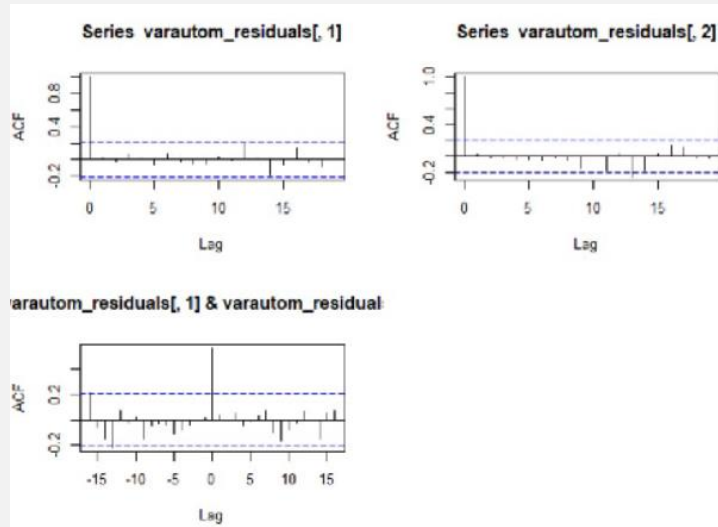 Series varautom_residuals[, 1]
ACF
0.8
0.4
-0.2
0 5 10 15
Lag
Series varautom_residuals[, 2]
ACF
1.0
0.4
-0.2
0 5 10 15
Lag
varautom_residuals[, 1] & varautom_residual
ACF
0.2
-0.2
-15 -10 -5 0 5 10 15
Lag